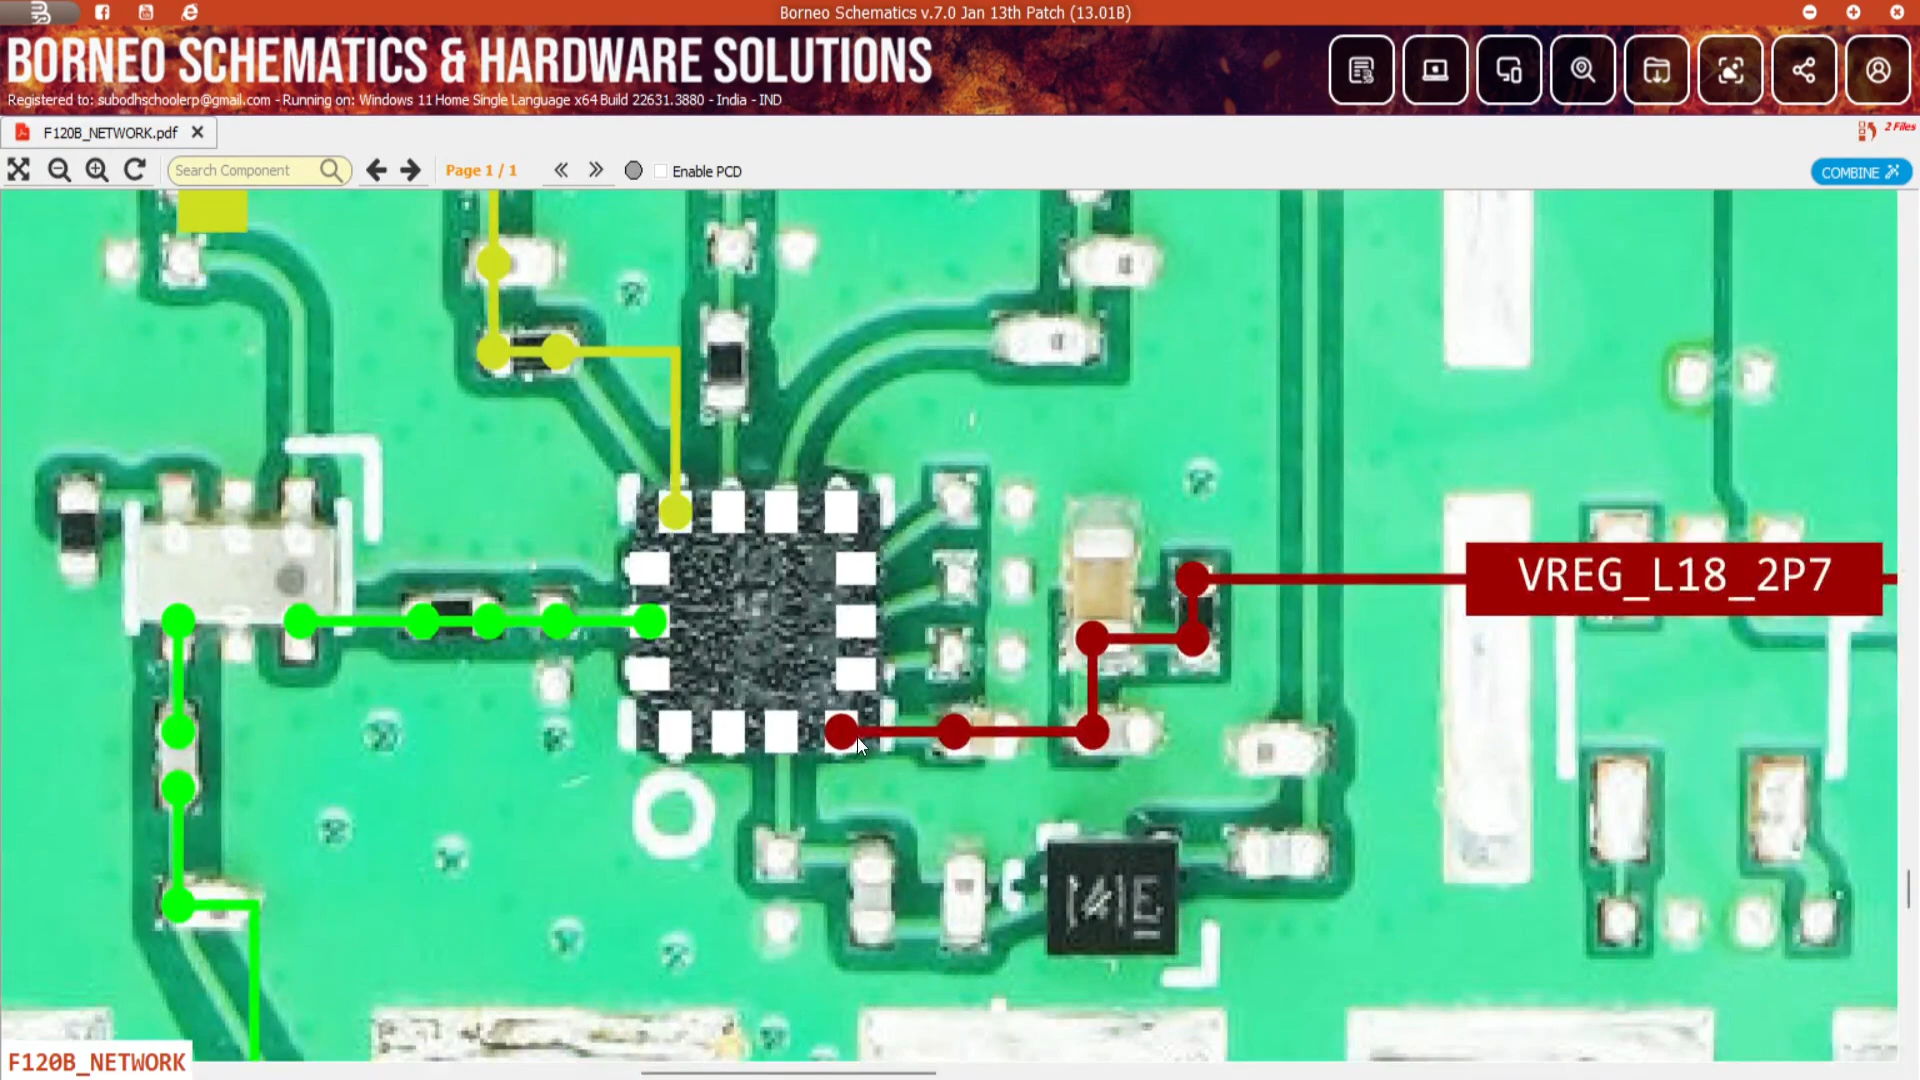 Borneo Schematics v.7.0 Jan 13th Patch (13.01B)
BORNEO SCHEMATICS & HARDWARE SOLUTIONS
Registered to: subodhschoolerp@gmail.com - Running on: Windows 11 Home Single Language x64 Build 22631.3880 - India - IND
F120B_NETWORK.pdf
2 Files
Search Component
Page 1 / 1
Enable PCD
COMBINE
VREG_L18_2P7
F120B_NETWORK